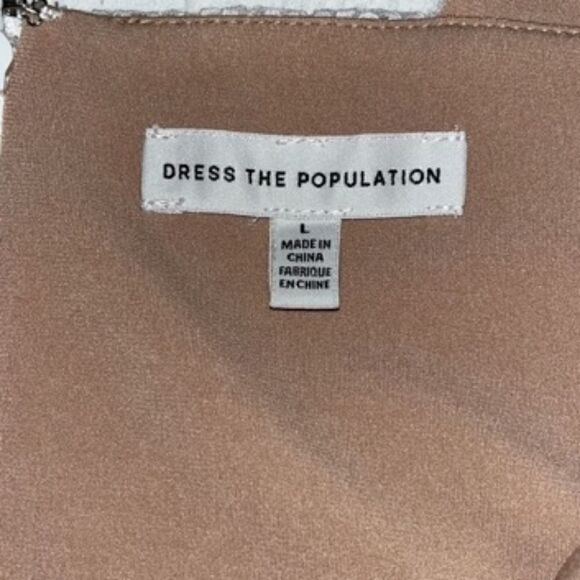 DRESS THE POPULATION
L
MADE IN
CHINA
FABRIQUE
EN CHINE